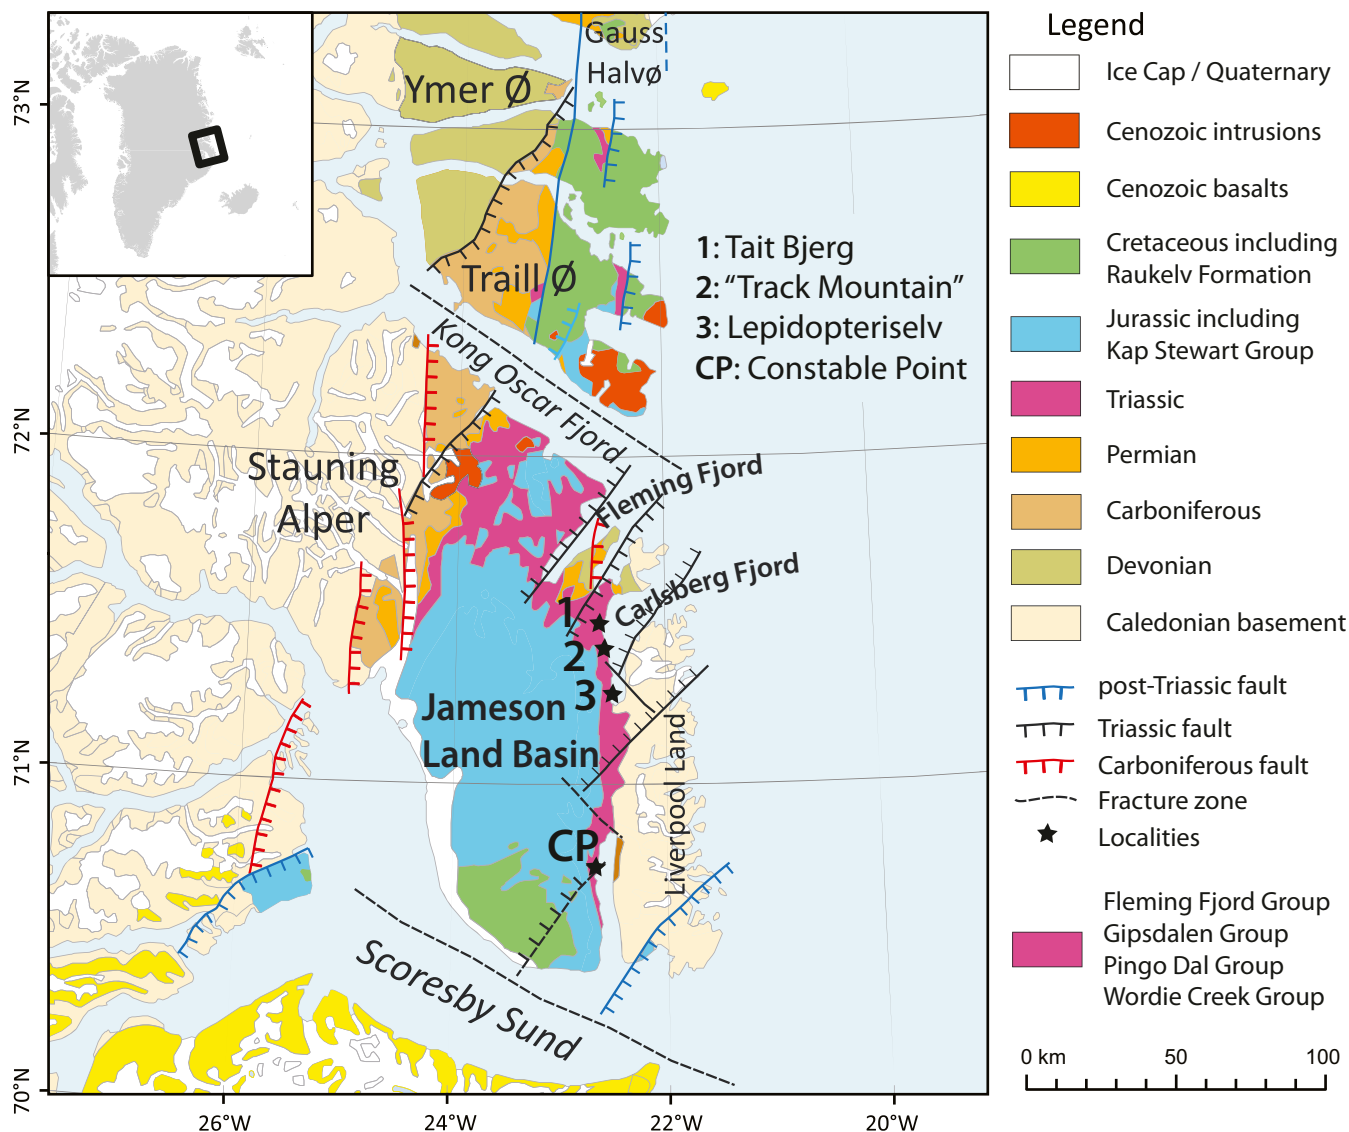 Gauss
Halvø
Ymer Ø
1: Tait Bjerg
2: “Track Mountain”
3: Lepidopteriselv
CP: Constable Point
Traill Ø
Kong Oscar Fjord
Stauning
Alper
Fleming Fjord
Carlsberg Fjord
1
2
3
Jameson
Land Basin
Liverpool Land
CP
Scoresby Sund
73°N
72°N
71°N
70°N
26°W
24°W
22°W
20°W
Legend
Ice Cap / Quaternary
Cenozoic intrusions
Cenozoic basalts
Cretaceous including
Raukelv Formation
Jurassic including
Kap Stewart Group
Triassic
Permian
Carboniferous
Devonian
Caledonian basement
post-Triassic fault
Triassic fault
Carboniferous fault
Fracture zone
Localities
Fleming Fjord Group
Gipsdalen Group
Pingo Dal Group
Wordie Creek Group
0 km 50 100